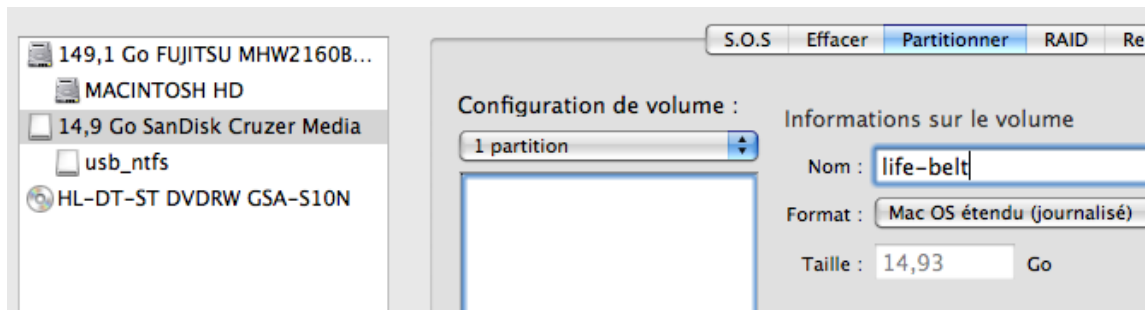 149,1 Go FUJITSU MHW2160B...
MACINTOSH HD
14,9 Go SanDisk Cruzer Media
usb_ntfs
HL-DT-ST DVDRW GSA-S10N
S.O.S Effacer Partitionner RAID Re
Configuration de volume :
1 partition
Informations sur le volume
Nom : life-belt
Format : Mac OS étendu (journalisé)
Taille : 14,93 Go